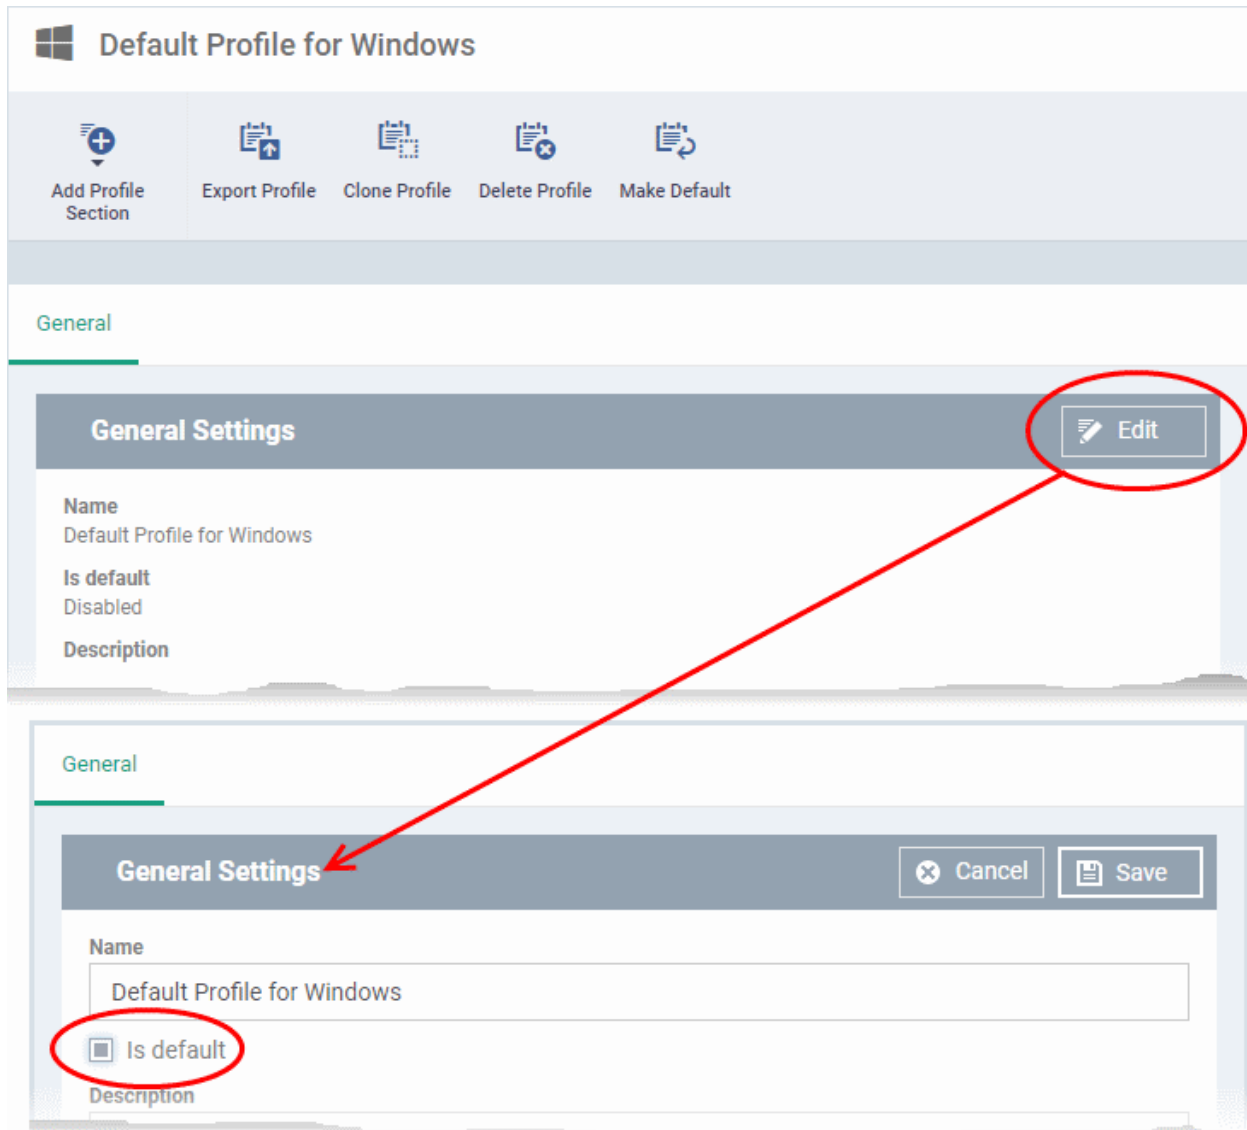 Default Profile for Windows
Add Profile
Section
Export Profile
Clone Profile
Delete Profile
Make Default
General
General Settings
Edit
Name
Default Profile for Windows
Is default
Disabled
Description
General
General Settings
Cancel
Save
Name
Default Profile for Windows
Is default
Description